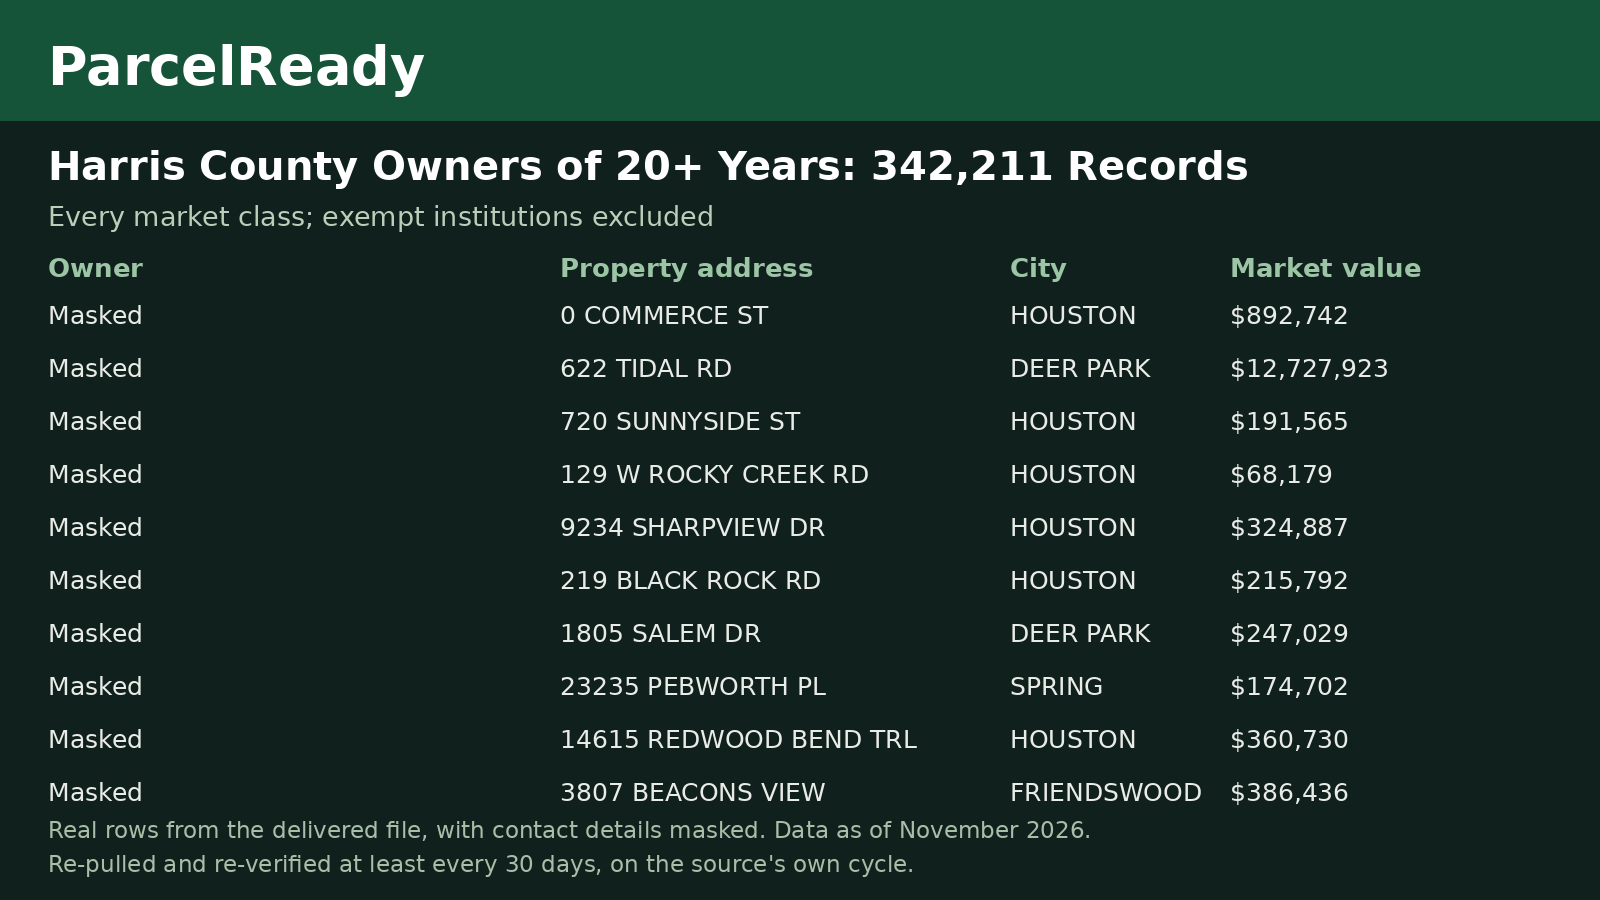 ParcelReady
Harris County Owners of 20+ Years: 342,211 Records
Every market class; exempt institutions excluded
Owner Property address City Market value
Masked 0 COMMERCE ST HOUSTON $892,742
Masked 622 TIDAL RD DEER PARK $12,727,923
Masked 720 SUNNYSIDE ST HOUSTON $191,565
Masked 129 W ROCKY CREEK RD HOUSTON $68,179
Masked 9234 SHARPVIEW DR HOUSTON $324,887
Masked 219 BLACK ROCK RD HOUSTON $215,792
Masked 1805 SALEM DR DEER PARK $247,029
Masked 23235 PEBWORTH PL SPRING $174,702
Masked 14615 REDWOOD BEND TRL HOUSTON $360,730
Masked 3807 BEACONS VIEW FRIENDSWOOD $386,436
Real rows from the delivered file, with contact details masked. Data as of November 2026.
Re-pulled and re-verified at least every 30 days, on the source's own cycle.